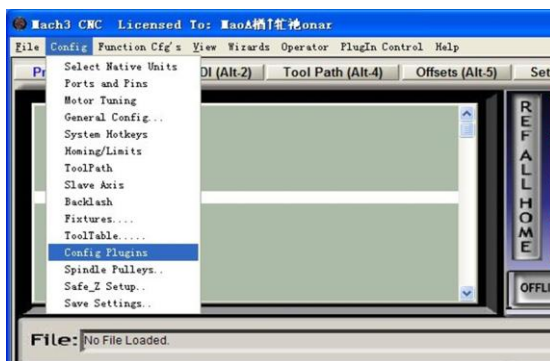 Mach3 CNC Licensed To:
File Config Function Cfg's View Wizards Operator PlugIn Control Help
Pr DI (Alt-2) Tool Path (Alt-4) Offsets (Alt-5) Set
Select Native Units
Ports and Pins
Motor Tuning
General Config...
System Hotkeys
Homing/Limits
ToolPath
Slave Axis
Backlash
Fixtures....
ToolTable.....
Config Plugins
Spindle Pulleys..
Safe_Z Setup..
Save Settings..
REF ALL HOME
OFFLI
File: No File Loaded.